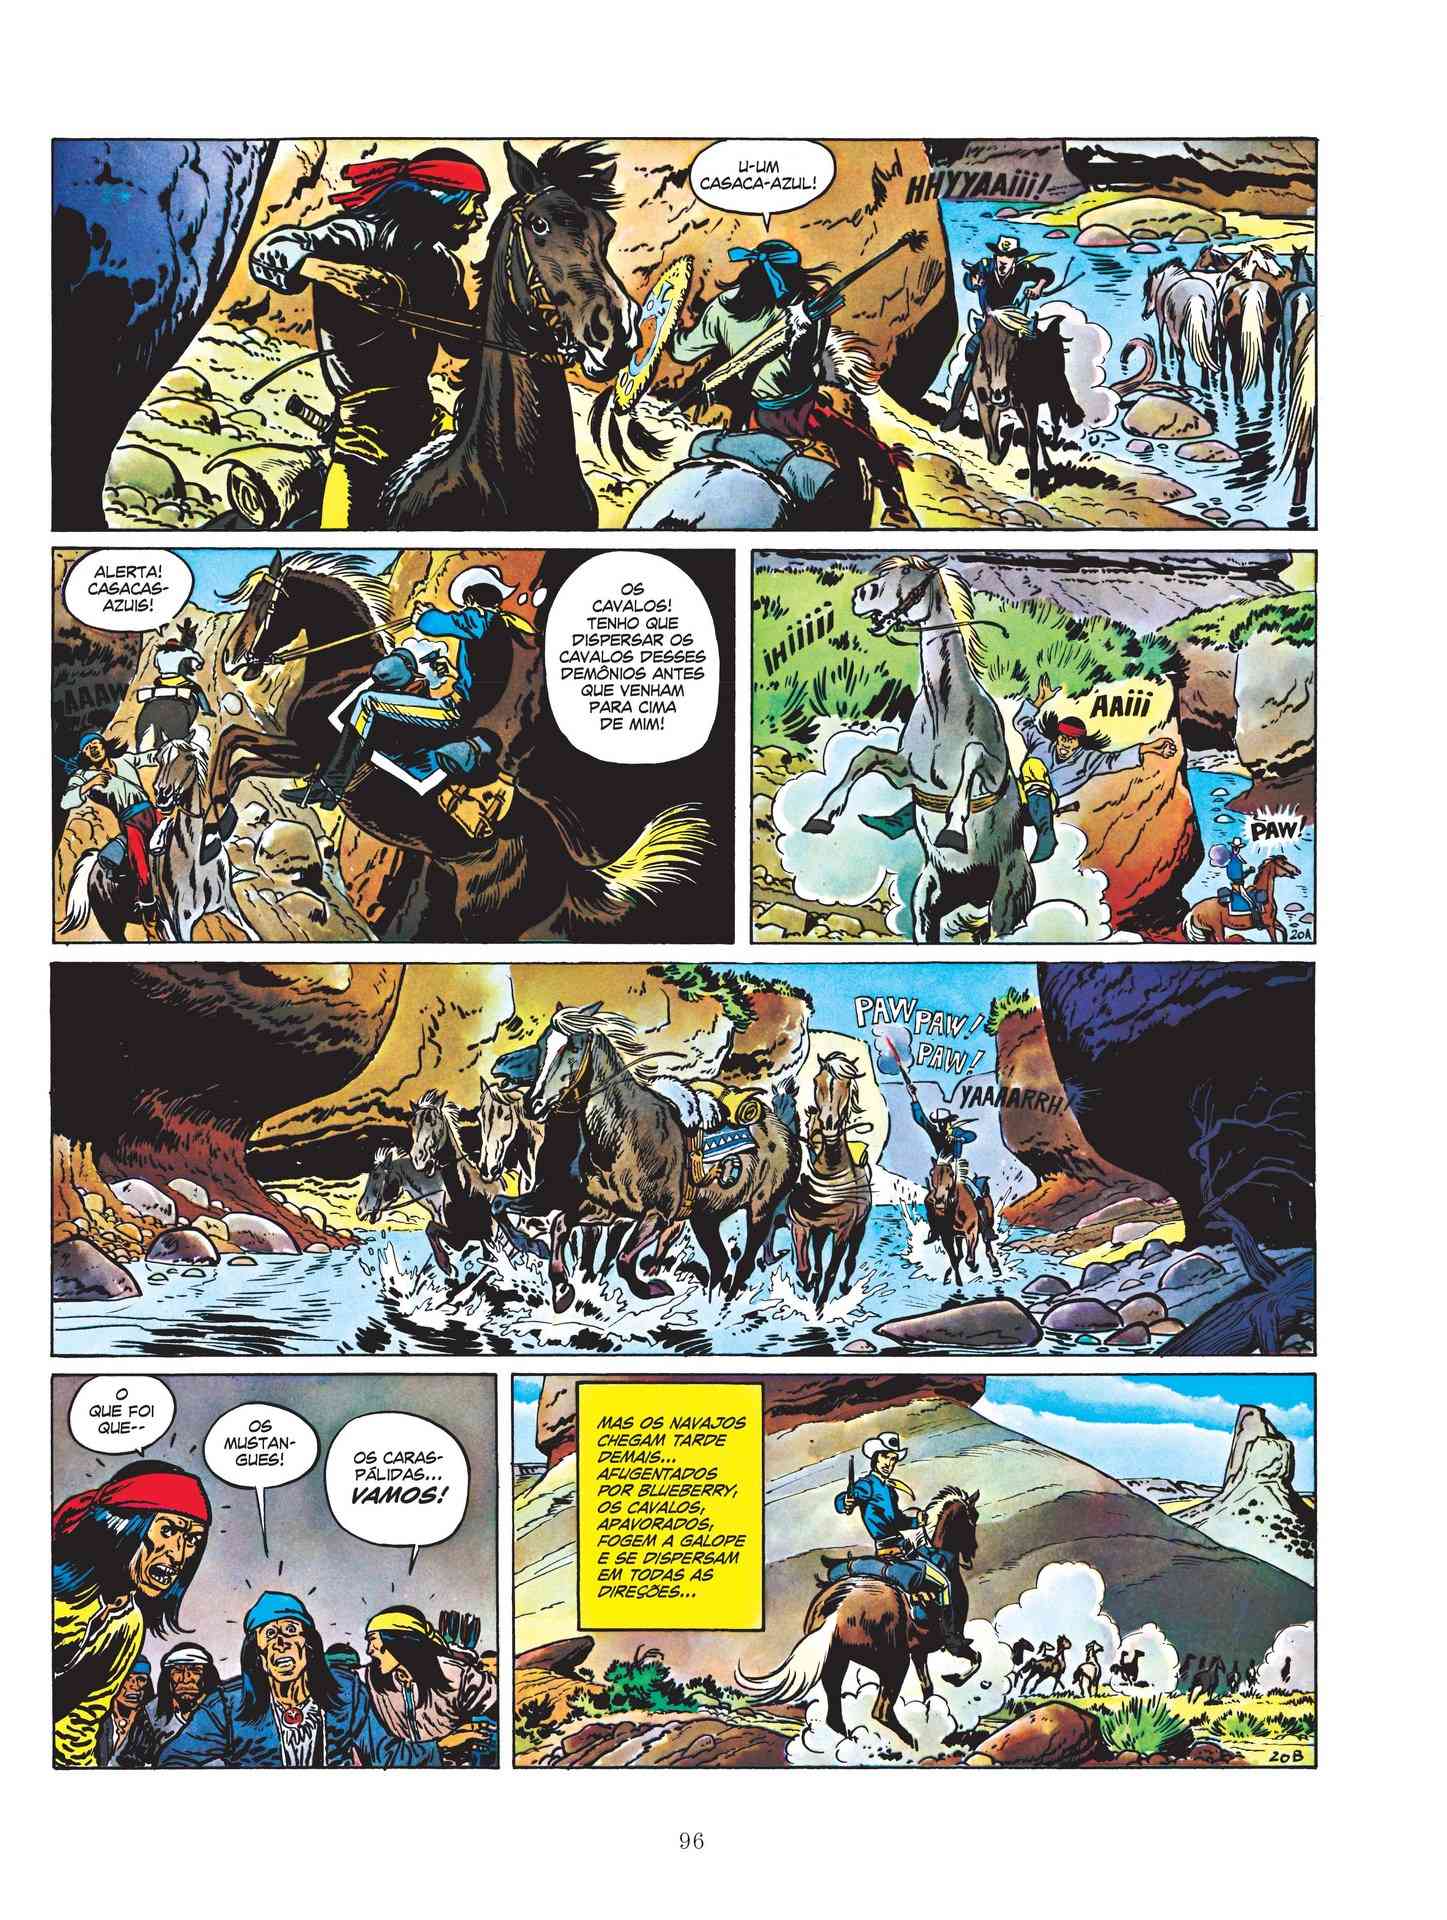 U-UM
CASACA-AZUL!
HHYYAAiii!
ALERTA!
CASACAS-
AZUIS!
AAAW
OS
CAVALOS!
TENHO QUE
DISPERSAR OS
CAVALOS DESSES
DEMÔNIOS ANTES
QUE VENHAM
PARA CIMA
DE MIM!
iHiiiii
AAiii
PAW!
20A
PAW PAW!
PAW!
YAAAARRH!
O
QUE FOI
QUE--
OS
MUSTAN-
GUES!
OS CARAS-
PÁLIDAS...
VAMOS!
MAS OS NAVAJOS
CHEGAM TARDE
DEMAIS...
AFUGENTADOS
POR BLUEBERRY,
OS CAVALOS,
APAVORADOS,
FOGEM A GALOPE
E SE DISPERSAM
EM TODAS AS
DIREÇÕES...
20B
96